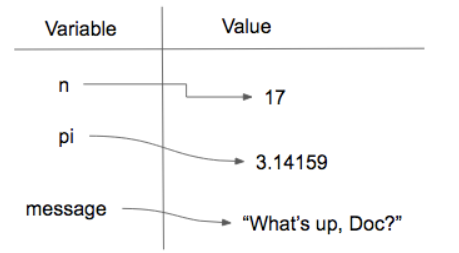 Variable Value
n 17
pi 3.14159
message “What’s up, Doc?”